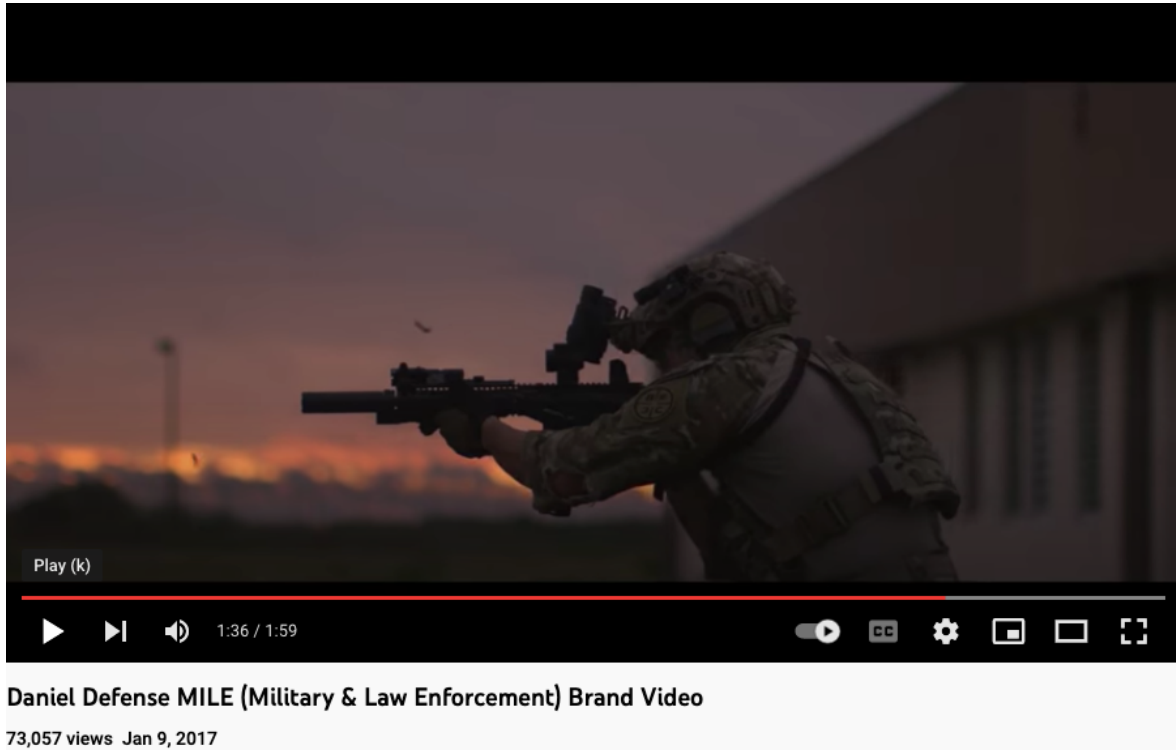 Play (k)
1:36 / 1:59
CC
Daniel Defense MILE (Military & Law Enforcement) Brand Video
73,057 views Jan 9, 2017